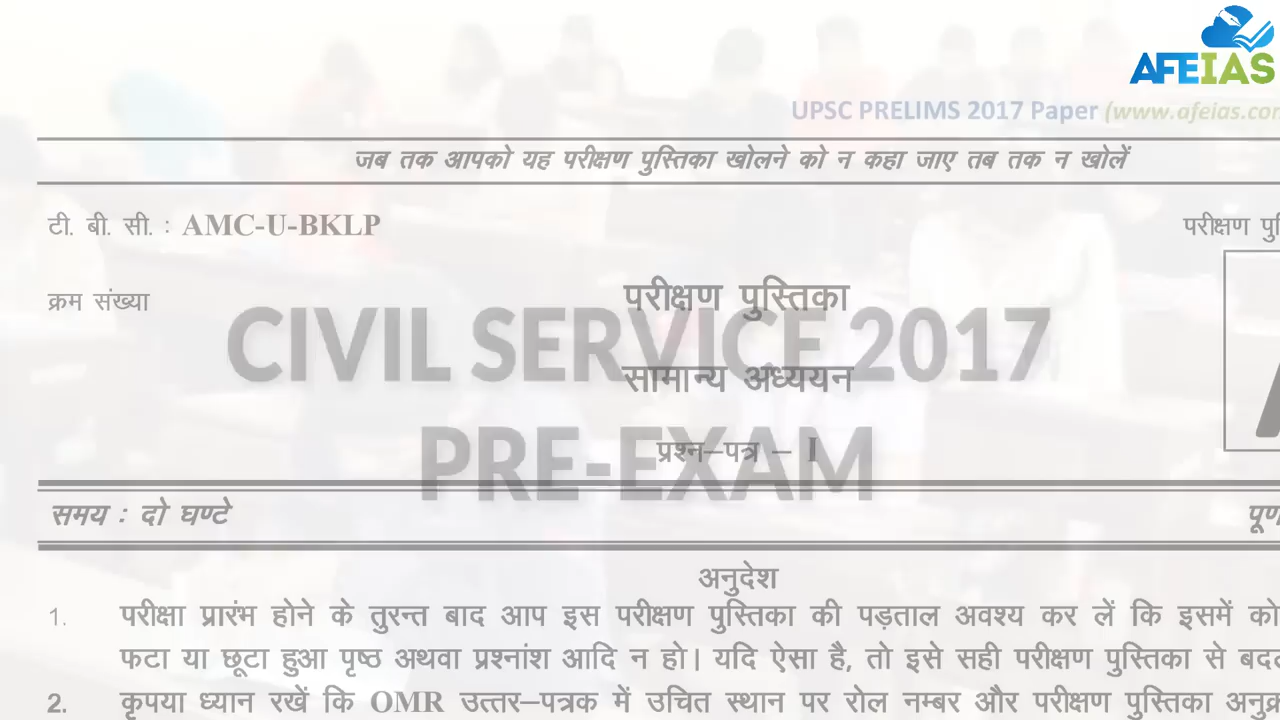 AFEIAS
UPSC PRELIMS 2017 Paper (www.afeias.com
जब तक आपको यह परीक्षण पुस्तिका खोलने को न कहा जाए तब तक न खोलें
टी. बी. सी. : AMC-U-BKLP
परीक्षण
क्रम संख्या
परीक्षण पुस्तिका
CIVIL SERVICE 2017
सामान्य अध्ययन
प्रश्न–पत्र – I
PRE-EXAM
समय : दो घण्टे
अनुदेश
1. परीक्षा प्रारंभ होने के तुरन्त बाद आप इस परीक्षण पुस्तिका की पड़ताल अवश्य कर लें कि इसमें को
फटा या छूटा हुआ पृष्ठ अथवा प्रश्नांश आदि न हो। यदि ऐसा है, तो इसे सही परीक्षण पुस्तिका से
2. कृपया ध्यान रखें कि OMR उत्तर–पत्रक में उचित स्थान पर रोल नम्बर और परीक्षण पुस्तिका